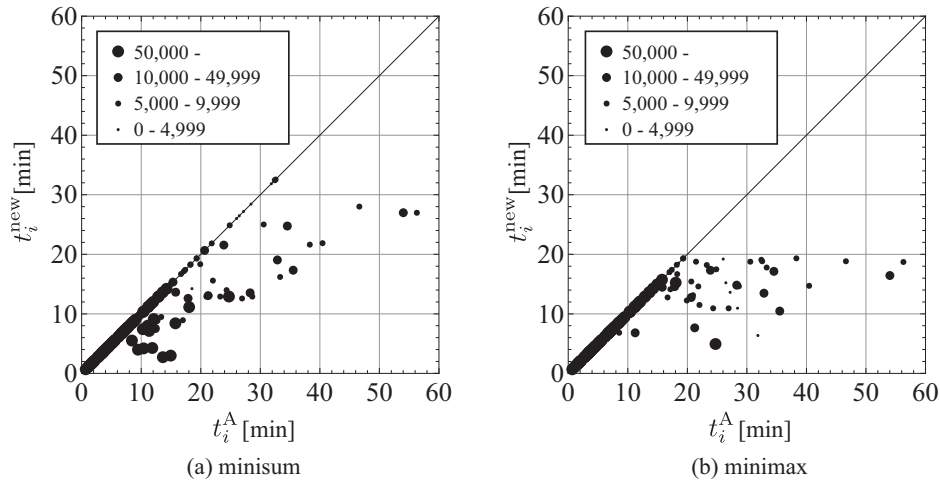 60
50
40
30
20
10
0
t_i^new [min]
50,000 -
10,000 - 49,999
5,000 - 9,999
0 - 4,999
0 10 20 30 40 50 60
t_i^A [min]
(a) minisum
60
50
40
30
20
10
0
t_i^new [min]
50,000 -
10,000 - 49,999
5,000 - 9,999
0 - 4,999
0 10 20 30 40 50 60
t_i^A [min]
(b) minimax